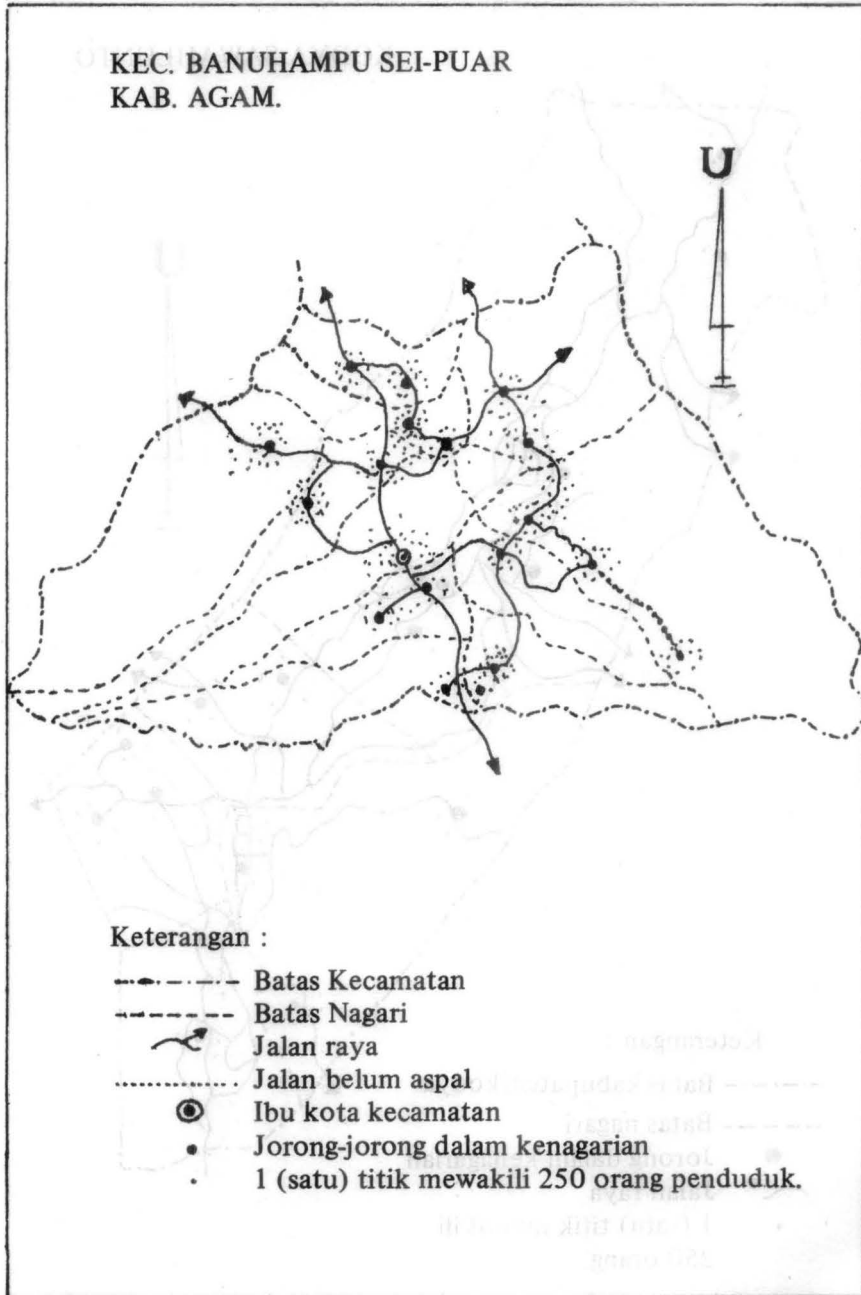 KEC. BANUHAMPU SEI-PUAR
KAB. AGAM.
U
Keterangan :
Batas Kecamatan
Batas Nagari
Jalan raya
Jalan belum aspal
Ibu kota kecamatan
Jorong-jorong dalam kenagarian
1 (satu) titik mewakili 250 orang penduduk.